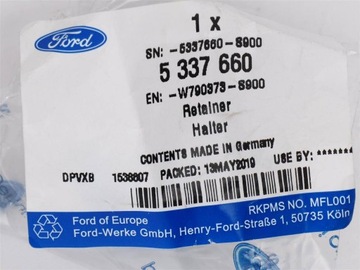 Ford
1 x
SN: -5337660-S900
5 337 660
EN: -W790373-S900
Retainer
Halter
CONTENTS MADE IN Germany
DPVXB 1538607 PACKED: 13MAY2019 USE BY: *******
RKPMS NO. MFL001
Ford of Europe
Ford-Werke GmbH, Henry-Ford-Straße 1, 50735 Köln